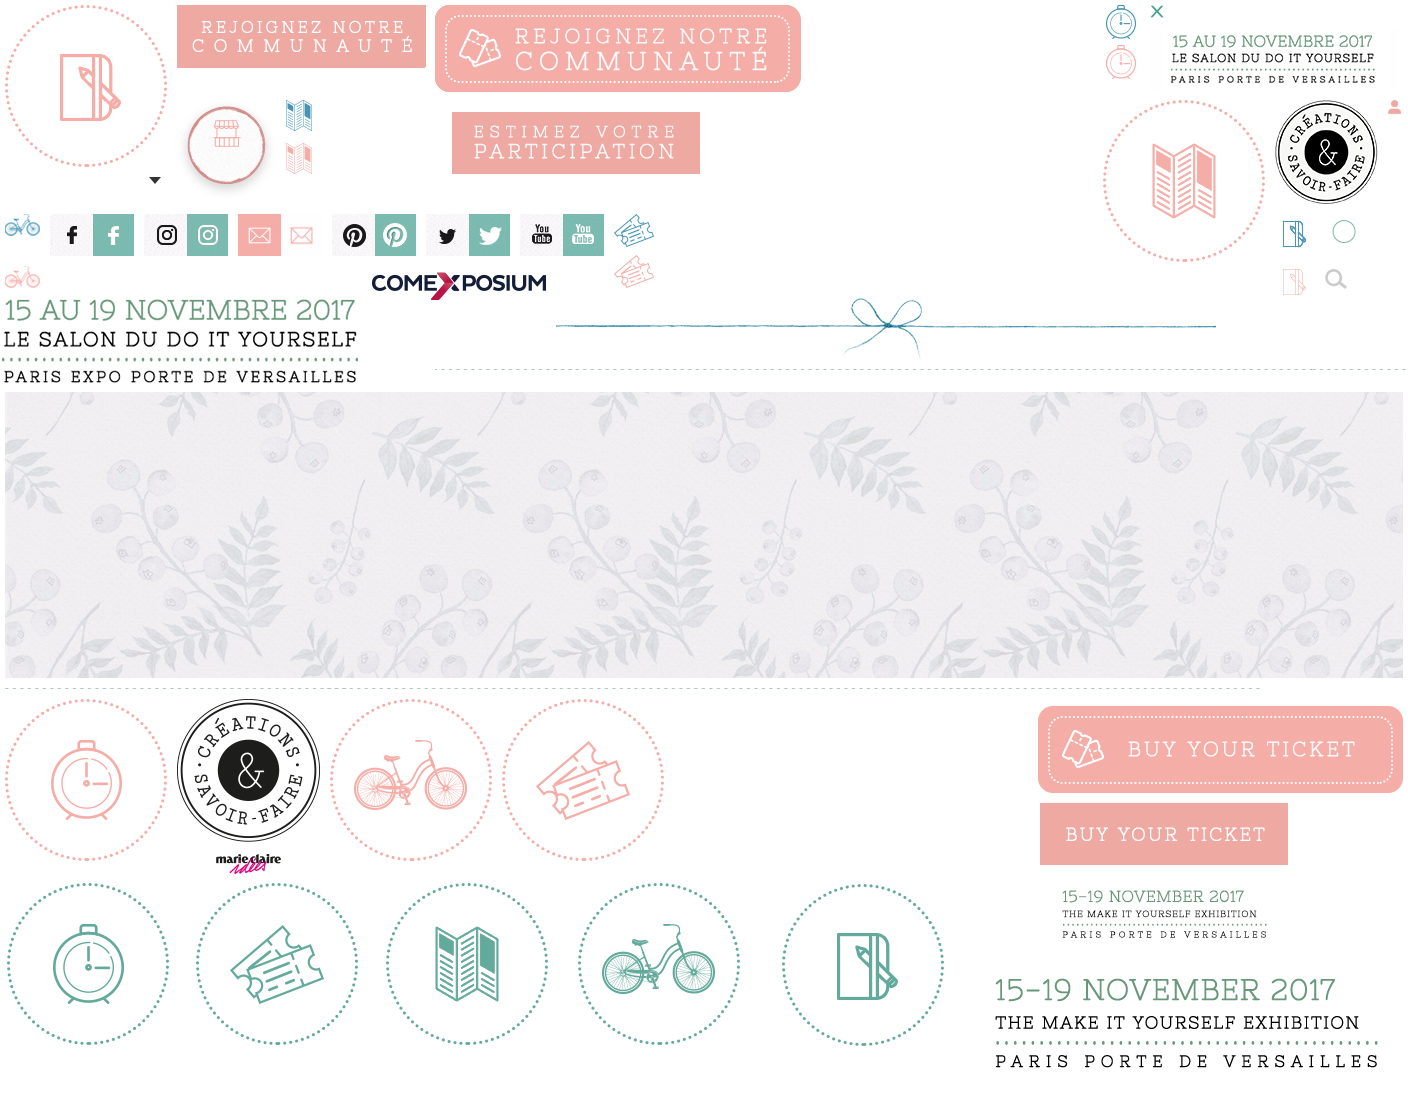 REJOIGNEZ NOTRE
COMMUNAUTÉ
REJOIGNEZ NOTRE
COMMUNAUTÉ
15 AU 19 NOVEMBRE 2017
LE SALON DU DO IT YOURSELF
PARIS PORTE DE VERSAILLES
ESTIMEZ VOTRE
PARTICIPATION
CRÉATIONS
&
SAVOIR-FAIRE
You
Tube
You
Tube
COMEXPOSIUM
15 AU 19 NOVEMBRE 2017
LE SALON DU DO IT YOURSELF
PARIS EXPO PORTE DE VERSAILLES
CRÉATIONS
&
SAVOIR-FAIRE
marie claire
idées
BUY YOUR TICKET
BUY YOUR TICKET
15-19 NOVEMBER 2017
THE MAKE IT YOURSELF EXHIBITION
PARIS PORTE DE VERSAILLES
15-19 NOVEMBER 2017
THE MAKE IT YOURSELF EXHIBITION
PARIS PORTE DE VERSAILLES